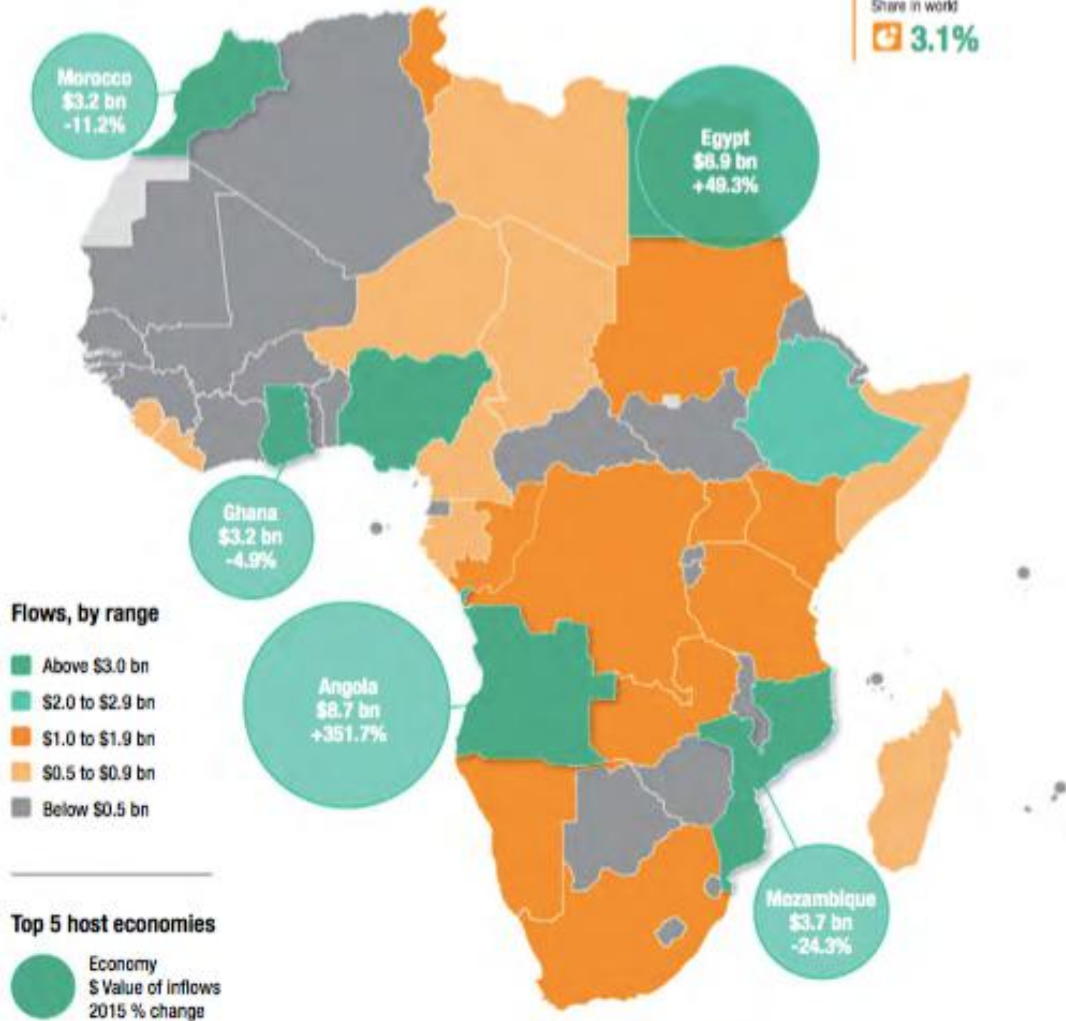 Share in world
3.1%
Morocco
$3.2 bn
-11.2%
Egypt
$6.9 bn
+49.3%
Ghana
$3.2 bn
-4.9%
Flows, by range
Above $3.0 bn
$2.0 to $2.9 bn
$1.0 to $1.9 bn
$0.5 to $0.9 bn
Below $0.5 bn
Angola
$8.7 bn
+351.7%
Top 5 host economies
Economy
$ Value of inflows
2015 % change
Mozambique
$3.7 bn
-24.3%